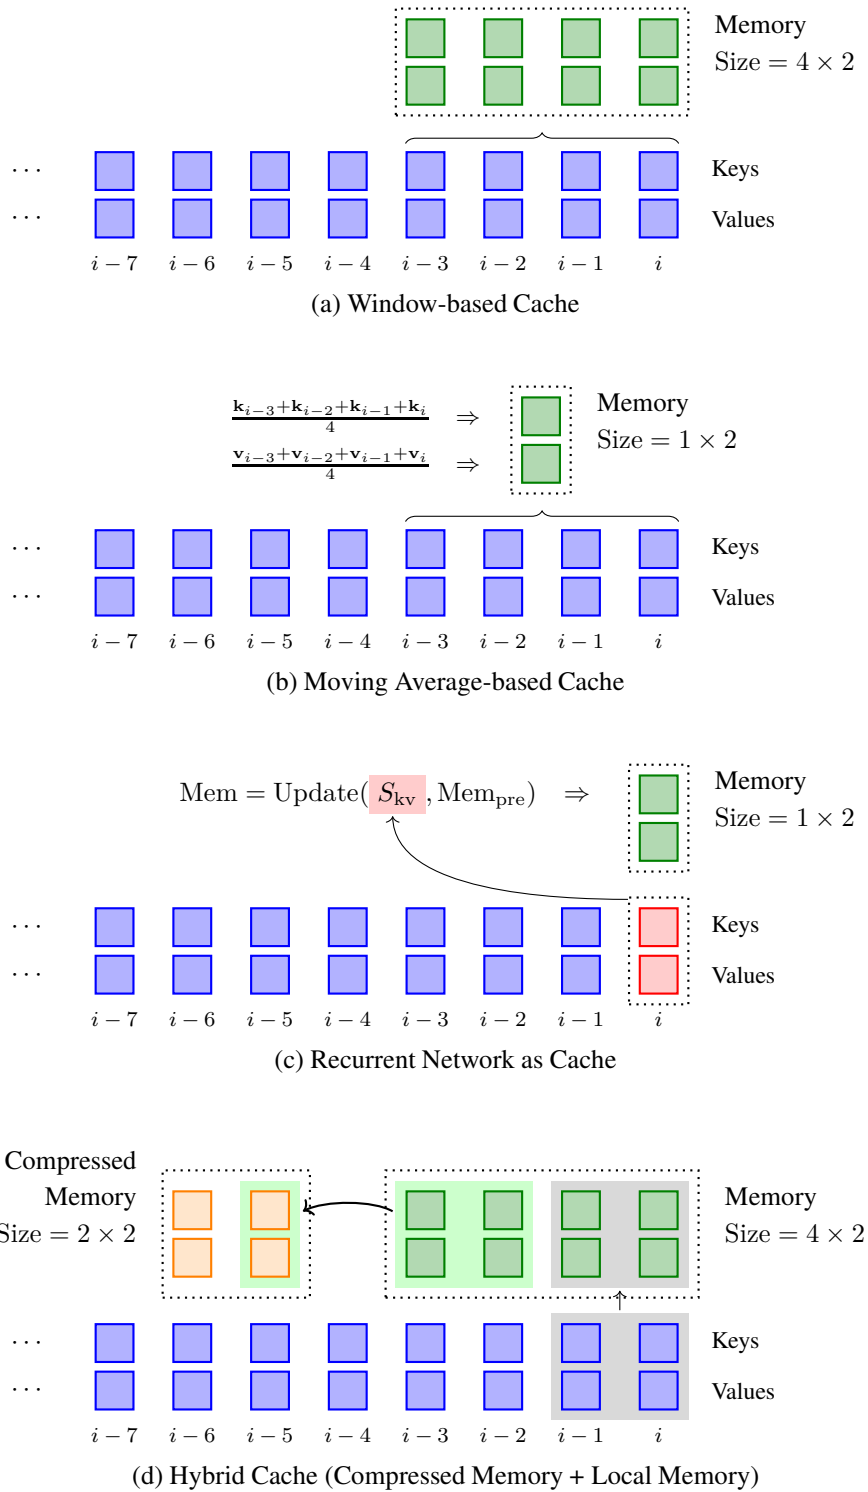 Memory
Size = 4 × 2
··· Keys
··· Values
i − 7 i − 6 i − 5 i − 4 i − 3 i − 2 i − 1 i
(a) Window-based Cache
k_{i−3}+k_{i−2}+k_{i−1}+k_i / 4 ⇒
v_{i−3}+v_{i−2}+v_{i−1}+v_i / 4 ⇒
Memory
Size = 1 × 2
··· Keys
··· Values
i − 7 i − 6 i − 5 i − 4 i − 3 i − 2 i − 1 i
(b) Moving Average-based Cache
Mem = Update( S_kv , Mem_pre) ⇒
Memory
Size = 1 × 2
··· Keys
··· Values
i − 7 i − 6 i − 5 i − 4 i − 3 i − 2 i − 1 i
(c) Recurrent Network as Cache
Compressed
Memory
Size = 2 × 2
Memory
Size = 4 × 2
··· Keys
··· Values
i − 7 i − 6 i − 5 i − 4 i − 3 i − 2 i − 1 i
(d) Hybrid Cache (Compressed Memory + Local Memory)